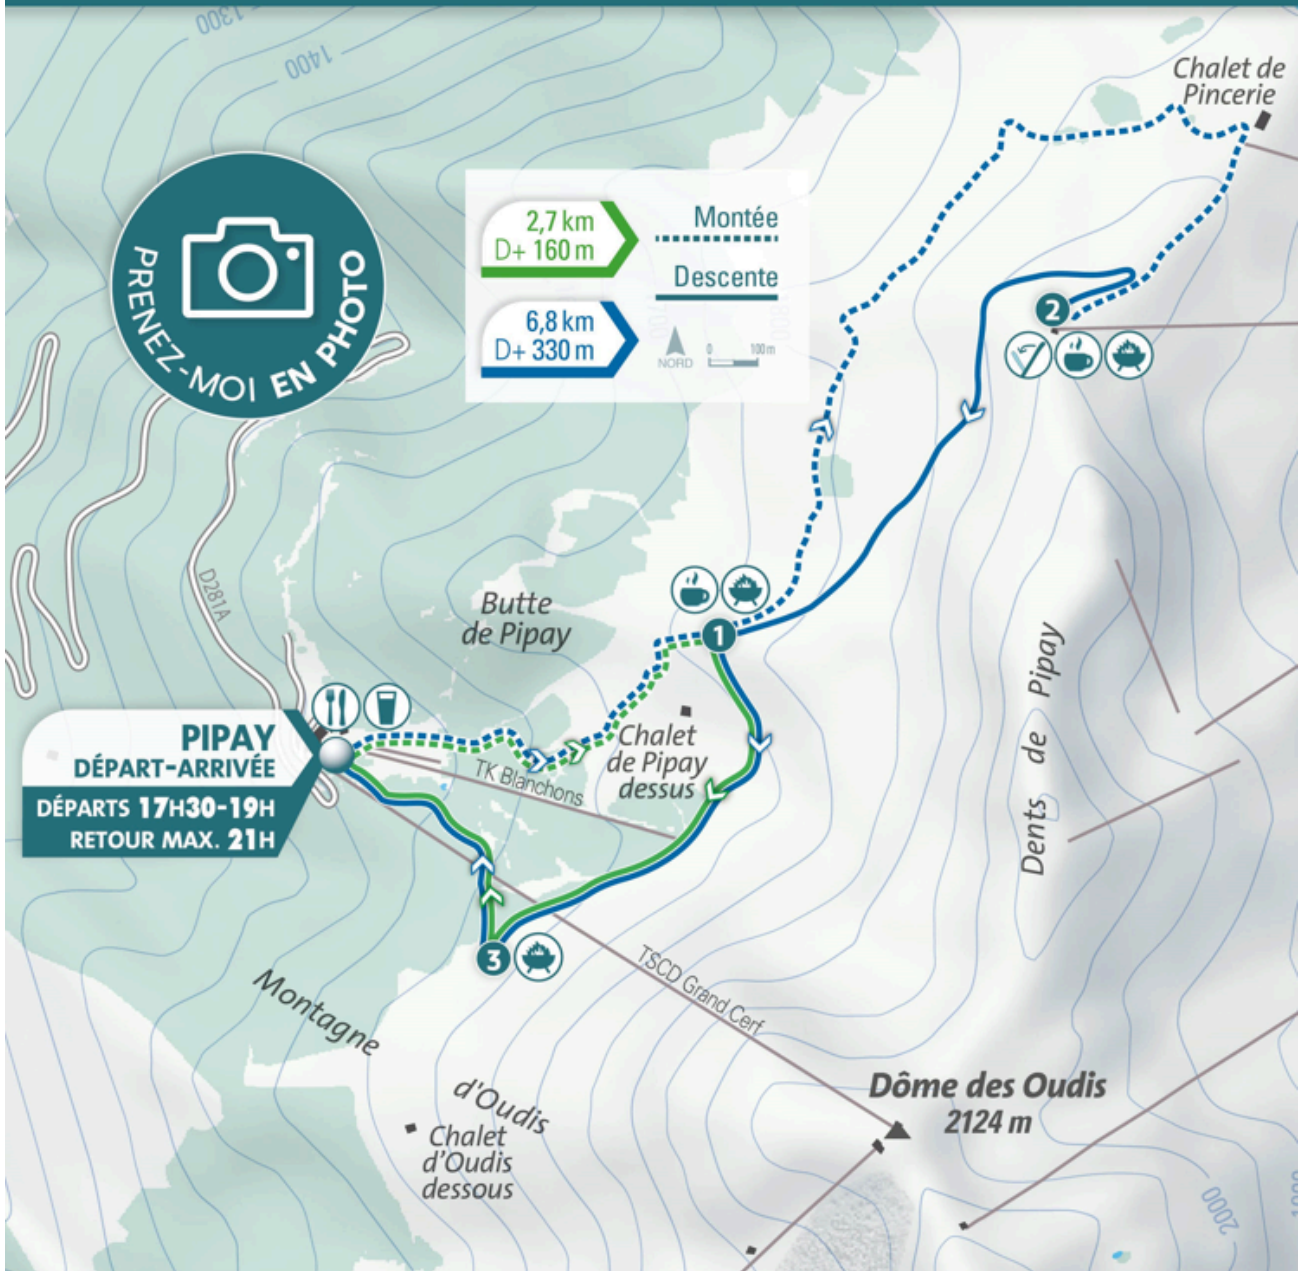 1300
1400
Chalet de
Pincerie
PRENEZ-MOI EN PHOTO
2,7 km
D+ 160 m
Montée
Descente
6,8 km
D+ 330 m
NORD
0 100 m
2
D281A
Butte
de Pipay
1
PIPAY
DÉPART-ARRIVÉE
DÉPARTS 17H30-19H
RETOUR MAX. 21H
TK Blanchons
Chalet
de Pipay
dessus
Dents de Pipay
3
TSCD Grand Cerf
Montagne
d'Oudis
Chalet
d'Oudis
dessous
Dôme des Oudis
2124 m
2000